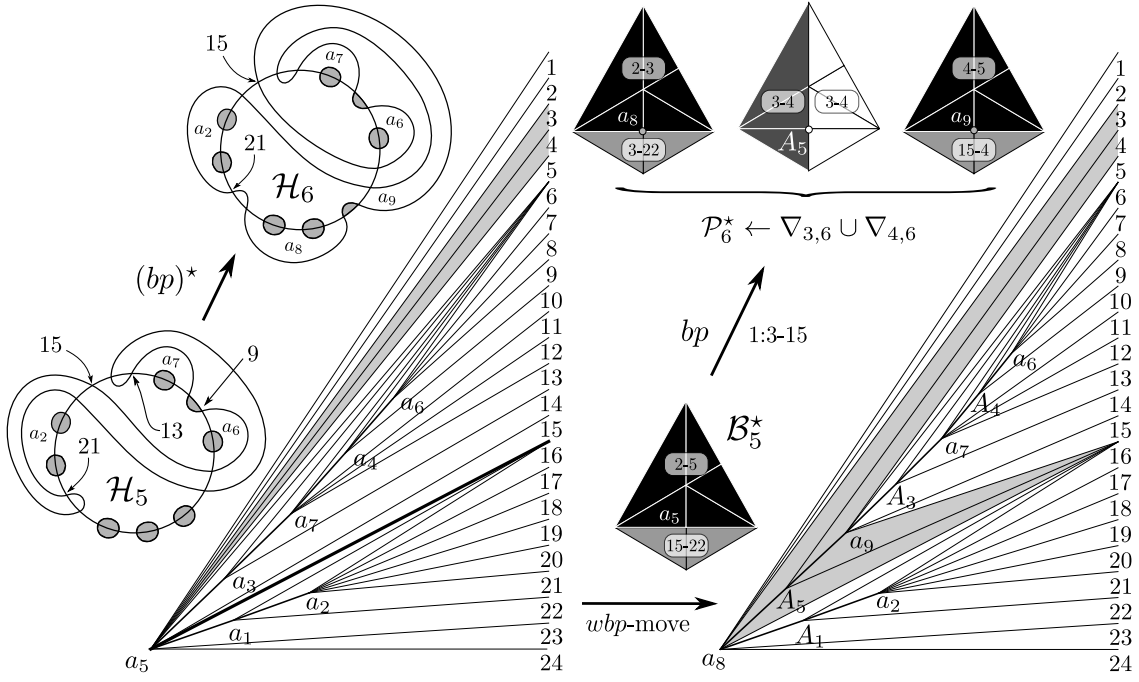 15
a₇
a₂
a₆
21
ℋ₆
a₉
a₈
(bp)⋆
15
a₇
9
a₂
a₆
21
13
ℋ₅
1
2
3
4
5
6
7
8
9
10
11
12
13
14
15
16
17
18
19
20
21
22
23
24
a₆
a₄
a₇
a₃
a₂
a₁
a₅
2-3
a₈
3-22
3-4
3-4
A₅
4-5
a₉
15-4
𝒫₆⋆ ← ∇₃,₆ ∪ ∇₄,₆
bp
1:3-15
ℬ₅⋆
2-5
a₅
15-22
wbp-move
1
2
3
4
5
6
7
8
9
10
11
12
13
14
15
16
17
18
19
20
21
22
23
24
a₆
A₄
a₇
A₃
a₉
A₅
a₂
A₁
a₈